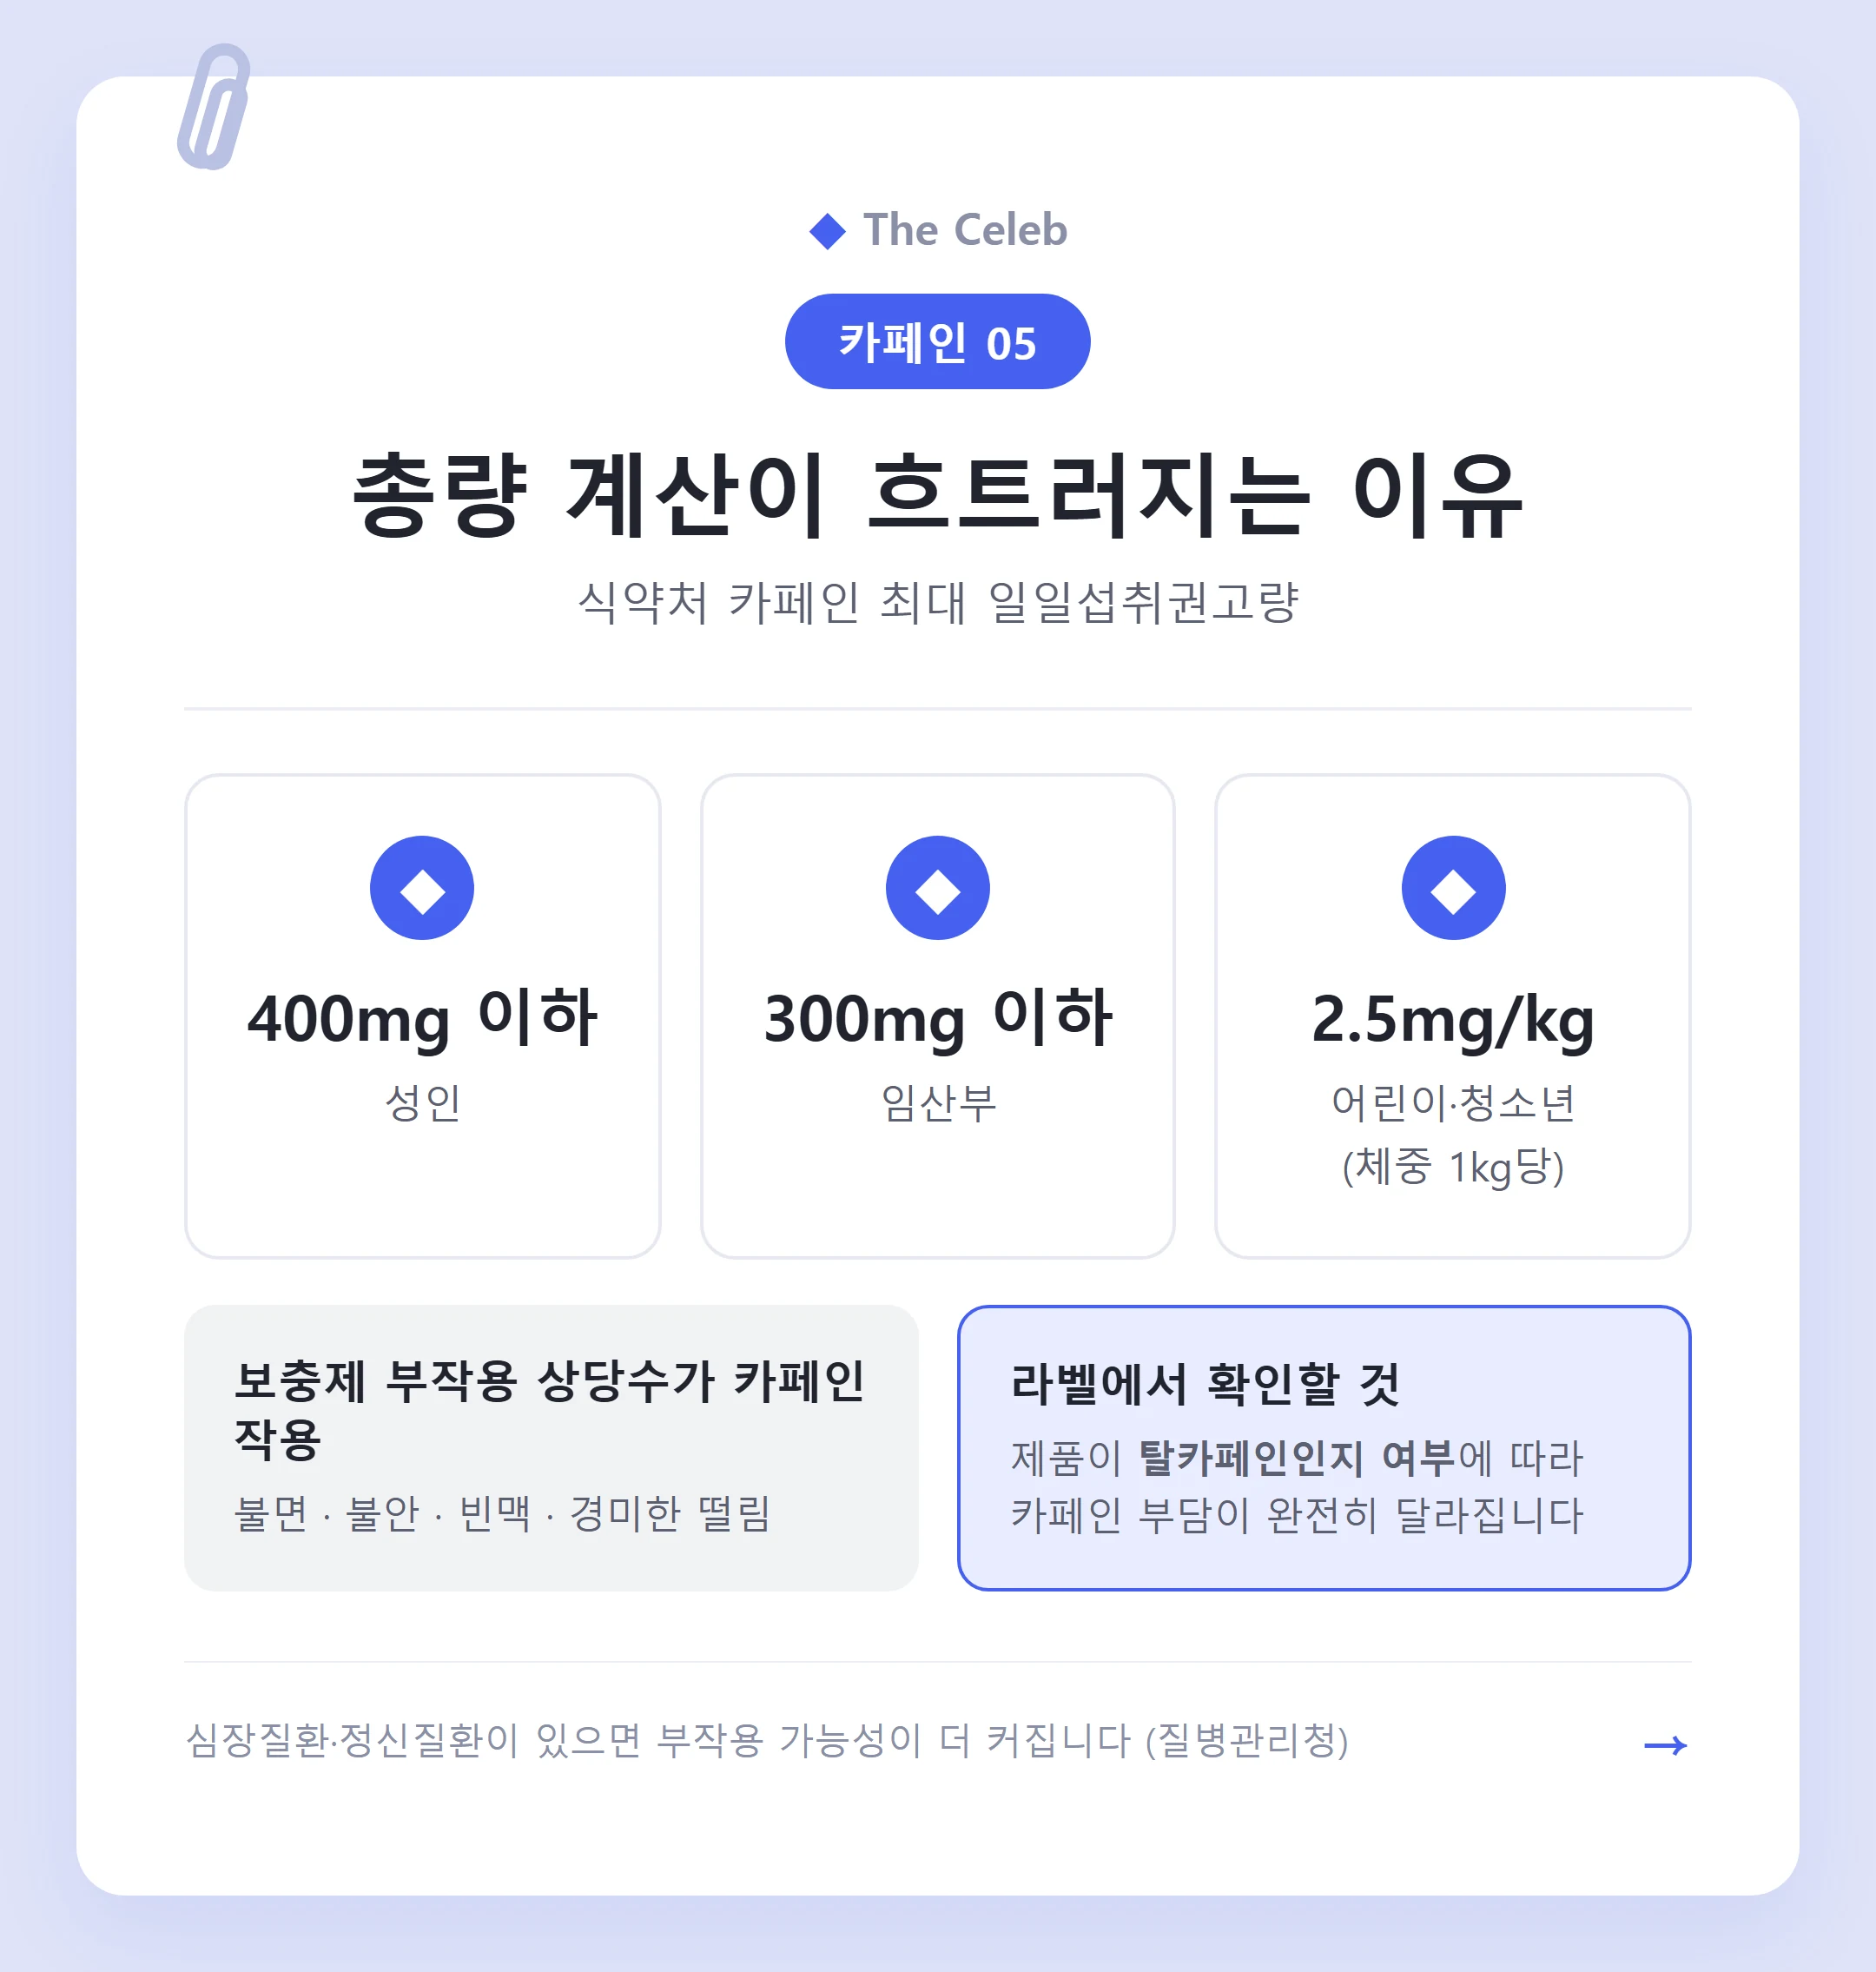 The Celeb
카페인 05
총량 계산이 흐트러지는 이유
식약처 카페인 최대 일일섭취권고량
400mg 이하
성인
300mg 이하
임산부
2.5mg/kg
어린이·청소년
(체중 1kg당)
보충제 부작용 상당수가 카페인
작용
불면 · 불안 · 빈맥 · 경미한 떨림
라벨에서 확인할 것
제품이 탈카페인인지 여부에 따라
카페인 부담이 완전히 달라집니다
심장질환·정신질환이 있으면 부작용 가능성이 더 커집니다 (질병관리청)
→